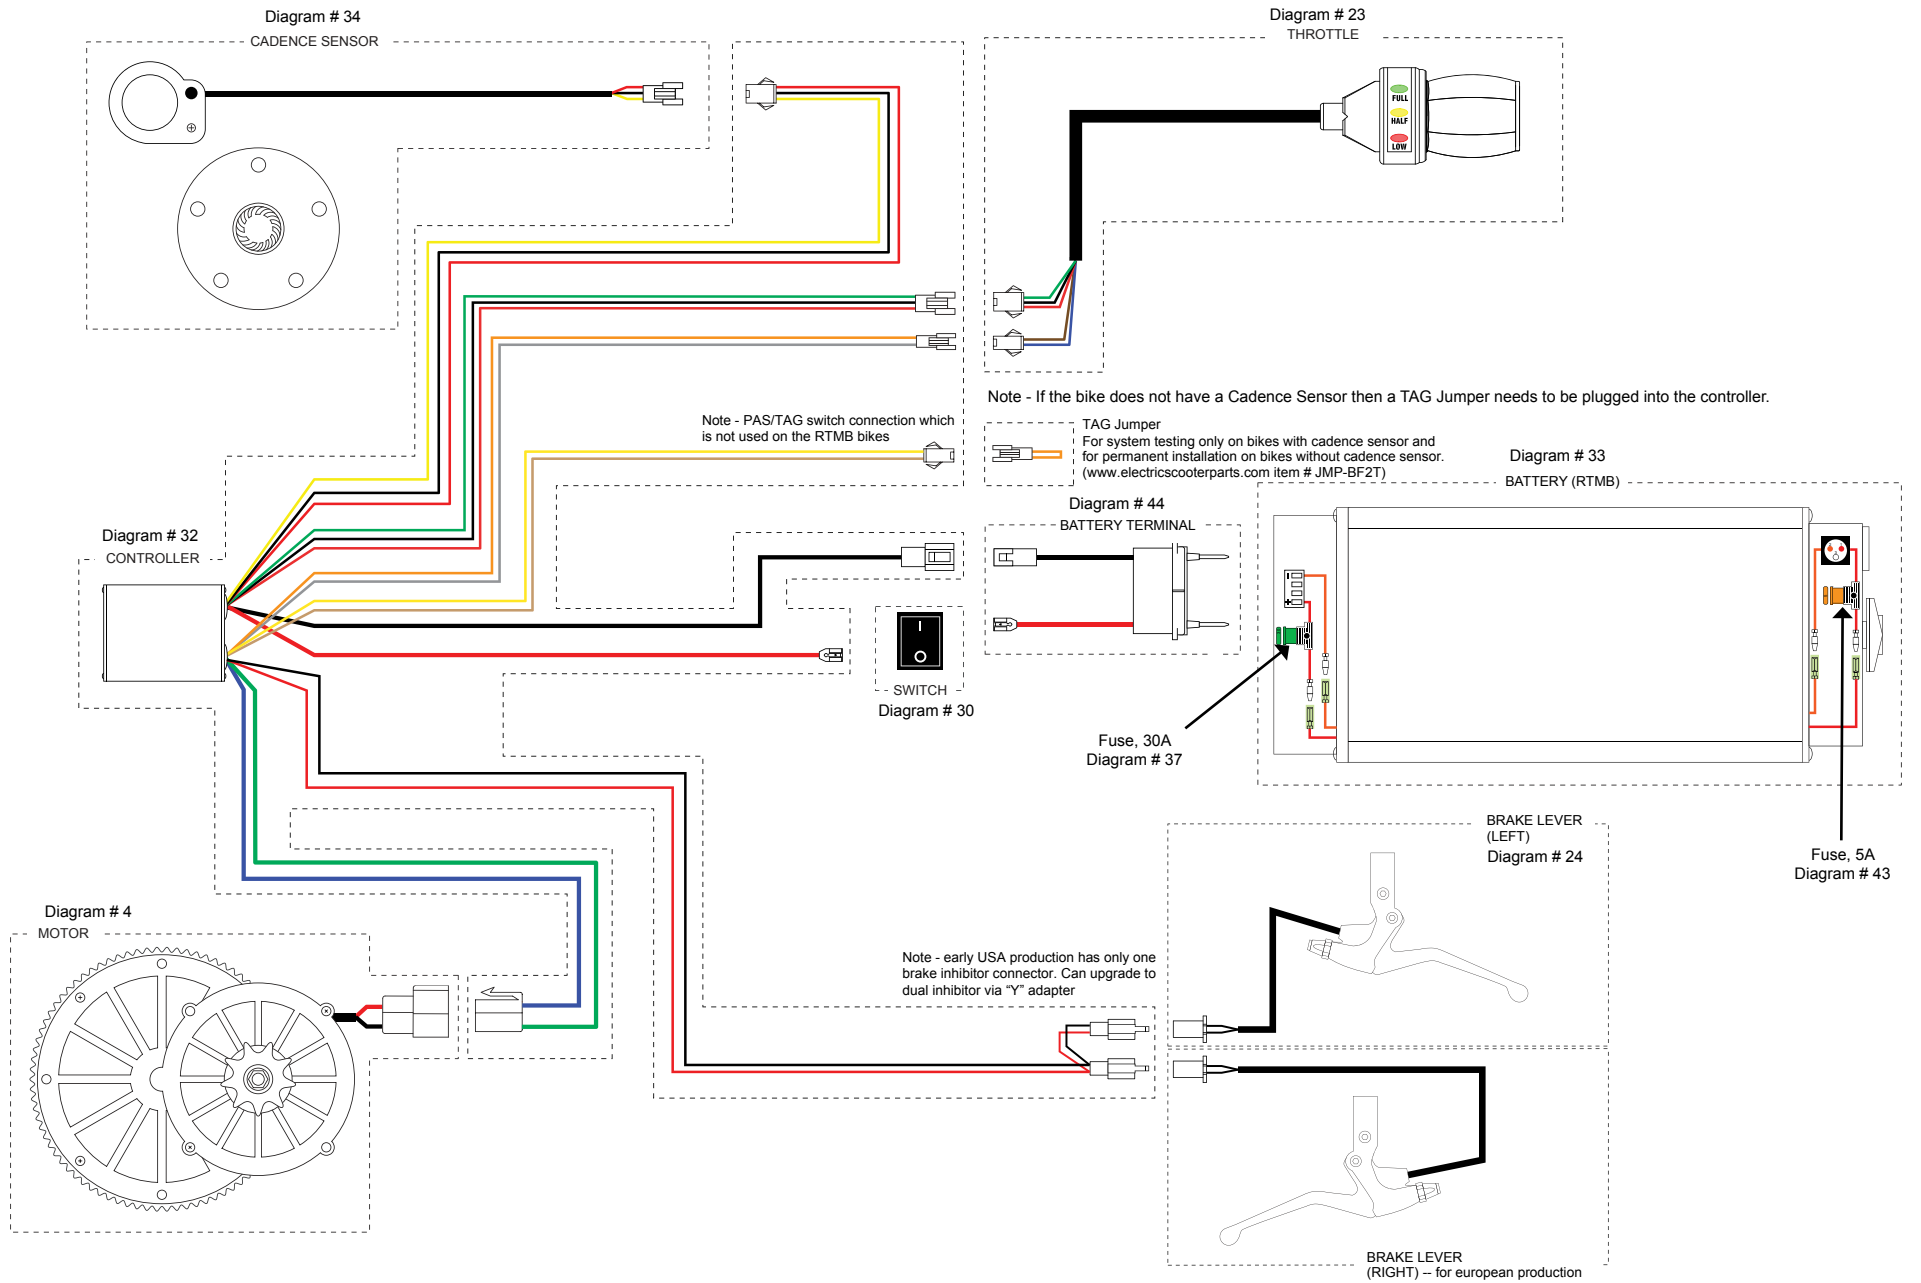 Diagram # 34
CADENCE SENSOR
Diagram # 23
THROTTLE
FULL
HALF
LOW
Note - If the bike does not have a Cadence Sensor then a TAG Jumper needs to be plugged into the controller.
Note - PAS/TAG switch connection which
is not used on the RTMB bikes
TAG Jumper
For system testing only on bikes with cadence sensor and
for permanent installation on bikes without cadence sensor.
(www.electricscooterparts.com item # JMP-BF2T)
Diagram # 33
BATTERY (RTMB)
Diagram # 44
BATTERY TERMINAL
Diagram # 32
CONTROLLER
SWITCH
Diagram # 30
Fuse, 30A
Diagram # 37
Fuse, 5A
Diagram # 43
BRAKE LEVER
(LEFT)
Diagram # 24
Diagram # 4
MOTOR
Note - early USA production has only one
brake inhibitor connector. Can upgrade to
dual inhibitor via “Y” adapter
BRAKE LEVER
(RIGHT) -- for european production